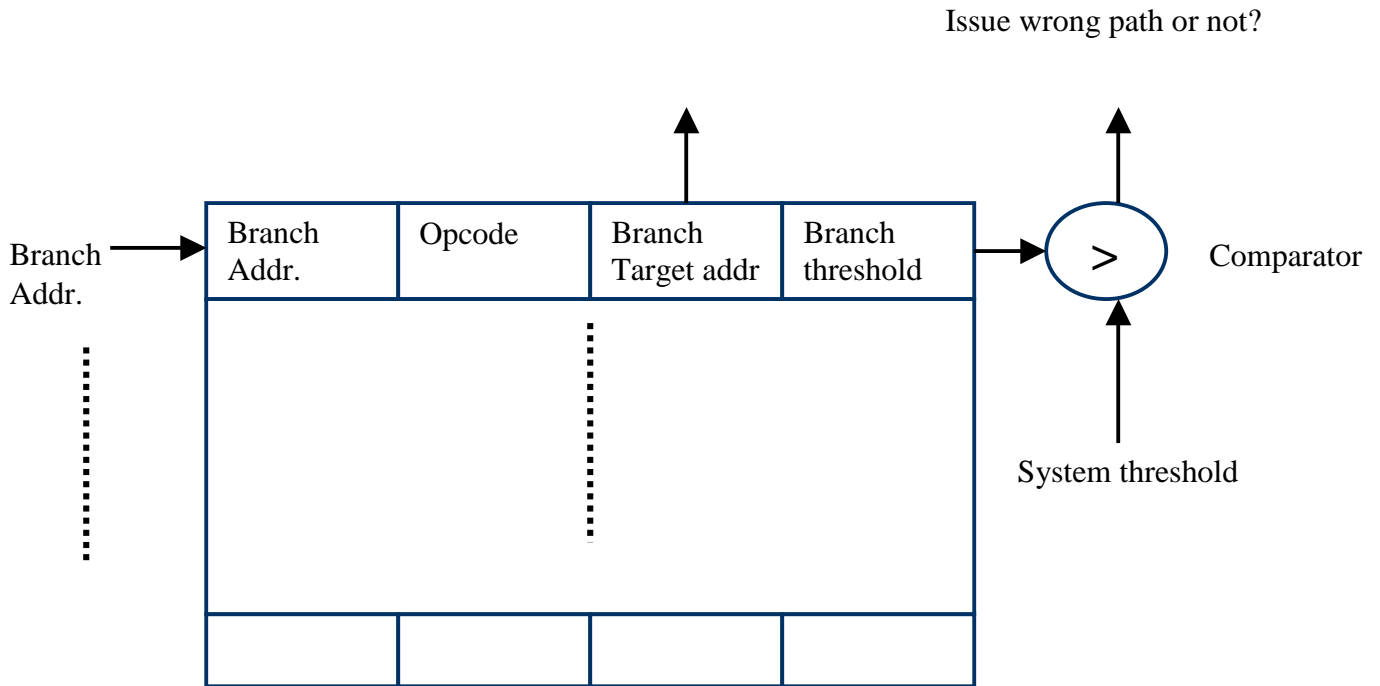 Issue wrong path or not?
Branch
Addr.
Branch
Addr.
Opcode
Branch
Target addr
Branch
threshold
>
Comparator
System threshold